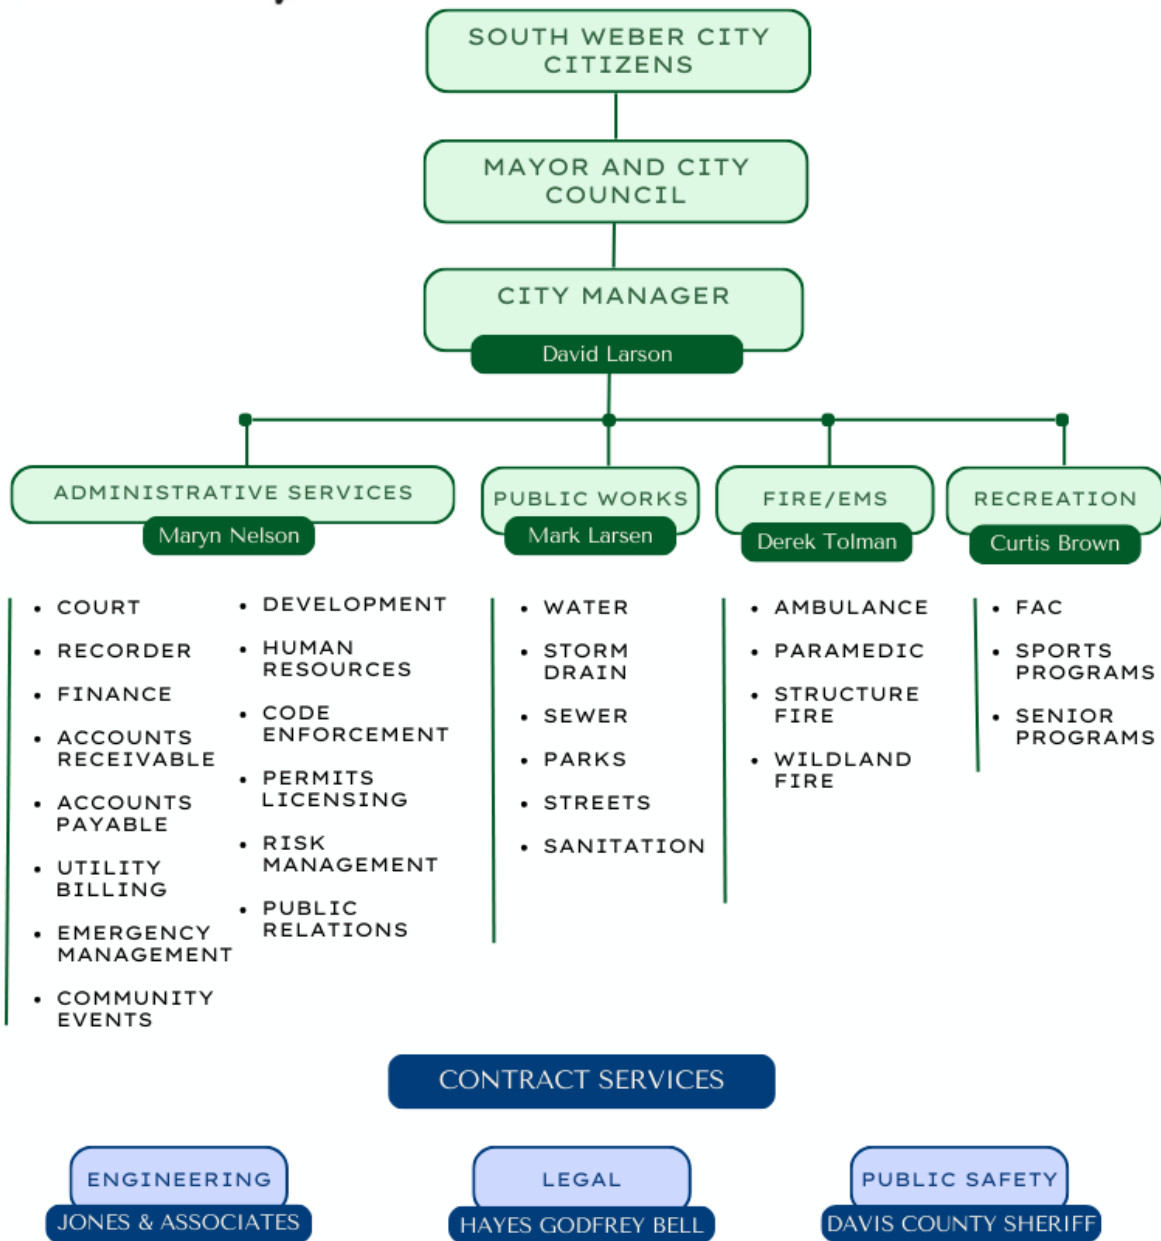 SOUTH WEBER CITY
CITIZENS
MAYOR AND CITY
COUNCIL
CITY MANAGER
David Larson
ADMINISTRATIVE SERVICES
Maryn Nelson
PUBLIC WORKS
Mark Larsen
FIRE/EMS
Derek Tolman
RECREATION
Curtis Brown
• COURT
• RECORDER
• FINANCE
• ACCOUNTS
RECEIVABLE
• ACCOUNTS
PAYABLE
• UTILITY
BILLING
• EMERGENCY
MANAGEMENT
• COMMUNITY
EVENTS
• DEVELOPMENT
• HUMAN
RESOURCES
• CODE
ENFORCEMENT
• PERMITS
LICENSING
• RISK
MANAGEMENT
• PUBLIC
RELATIONS
• WATER
• STORM
DRAIN
• SEWER
• PARKS
• STREETS
• SANITATION
• AMBULANCE
• PARAMEDIC
• STRUCTURE
FIRE
• WILDLAND
FIRE
• FAC
• SPORTS
PROGRAMS
• SENIOR
PROGRAMS
CONTRACT SERVICES
ENGINEERING
JONES & ASSOCIATES
LEGAL
HAYES GODFREY BELL
PUBLIC SAFETY
DAVIS COUNTY SHERIFF